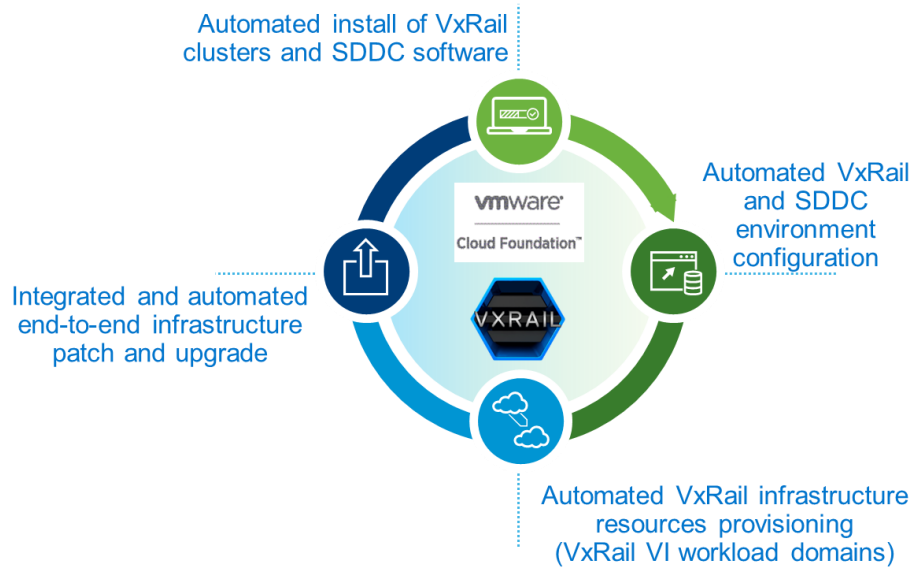 Automated install of VxRail
clusters and SDDC software
Automated VxRail
and SDDC
environment
configuration
vmware®
Cloud Foundation™
VXRAIL
Integrated and automated
end-to-end infrastructure
patch and upgrade
Automated VxRail infrastructure
resources provisioning
(VxRail VI workload domains)